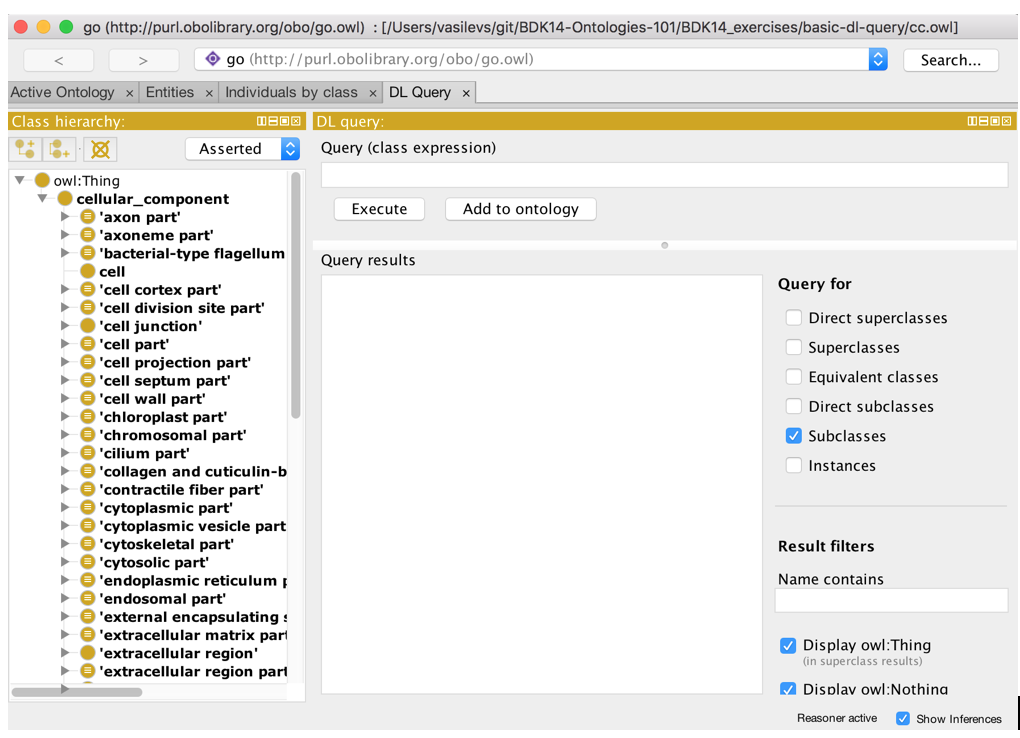 go (http://purl.obolibrary.org/obo/go.owl) : [/Users/vasilevs/git/BDK14-Ontologies-101/BDK14_exercises/basic-dl-query/cc.owl]
< > go (http://purl.obolibrary.org/obo/go.owl) Search...
Active Ontology × Entities × Individuals by class × DL Query ×
Class hierarchy:
Asserted
owl:Thing
cellular_component
'axon part'
'axoneme part'
'bacterial-type flagellum
cell
'cell cortex part'
'cell division site part'
'cell junction'
'cell part'
'cell projection part'
'cell septum part'
'cell wall part'
'chloroplast part'
'chromosomal part'
'cilium part'
'collagen and cuticulin-b
'contractile fiber part'
'cytoplasmic part'
'cytoplasmic vesicle part
'cytoskeletal part'
'cytosolic part'
'endoplasmic reticulum p
'endosomal part'
'external encapsulating s
'extracellular matrix part
'extracellular region'
'extracellular region part
DL query:
Query (class expression)
Execute Add to ontology
Query results
Query for
Direct superclasses
Superclasses
Equivalent classes
Direct subclasses
Subclasses
Instances
Result filters
Name contains
Display owl:Thing
(in superclass results)
Display owl:Nothing
Reasoner active Show Inferences